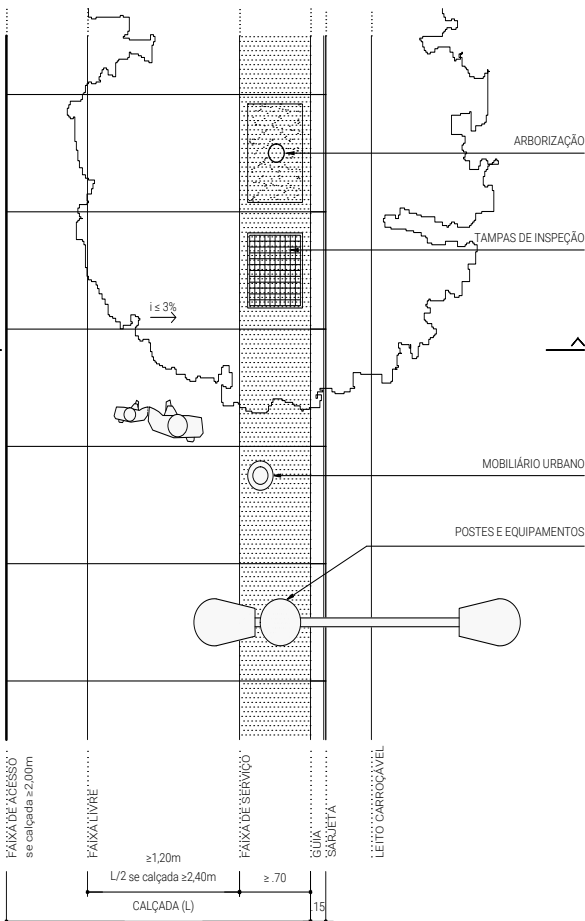 ARBORIZAÇÃO
TAMPAS DE INSPEÇÃO
i ≤ 3%
MOBILIÁRIO URBANO
POSTES E EQUIPAMENTOS
FAIXA DE ACESSO
se calçada ≥2,00m
FAIXA LIVRE
FAIXA DE SERVIÇO
GUIA
SARJETA
LEITO CARROÇÁVEL
≥1,20m
L/2 se calçada ≥2,40m
≥ .70
CALÇADA (L)
.15